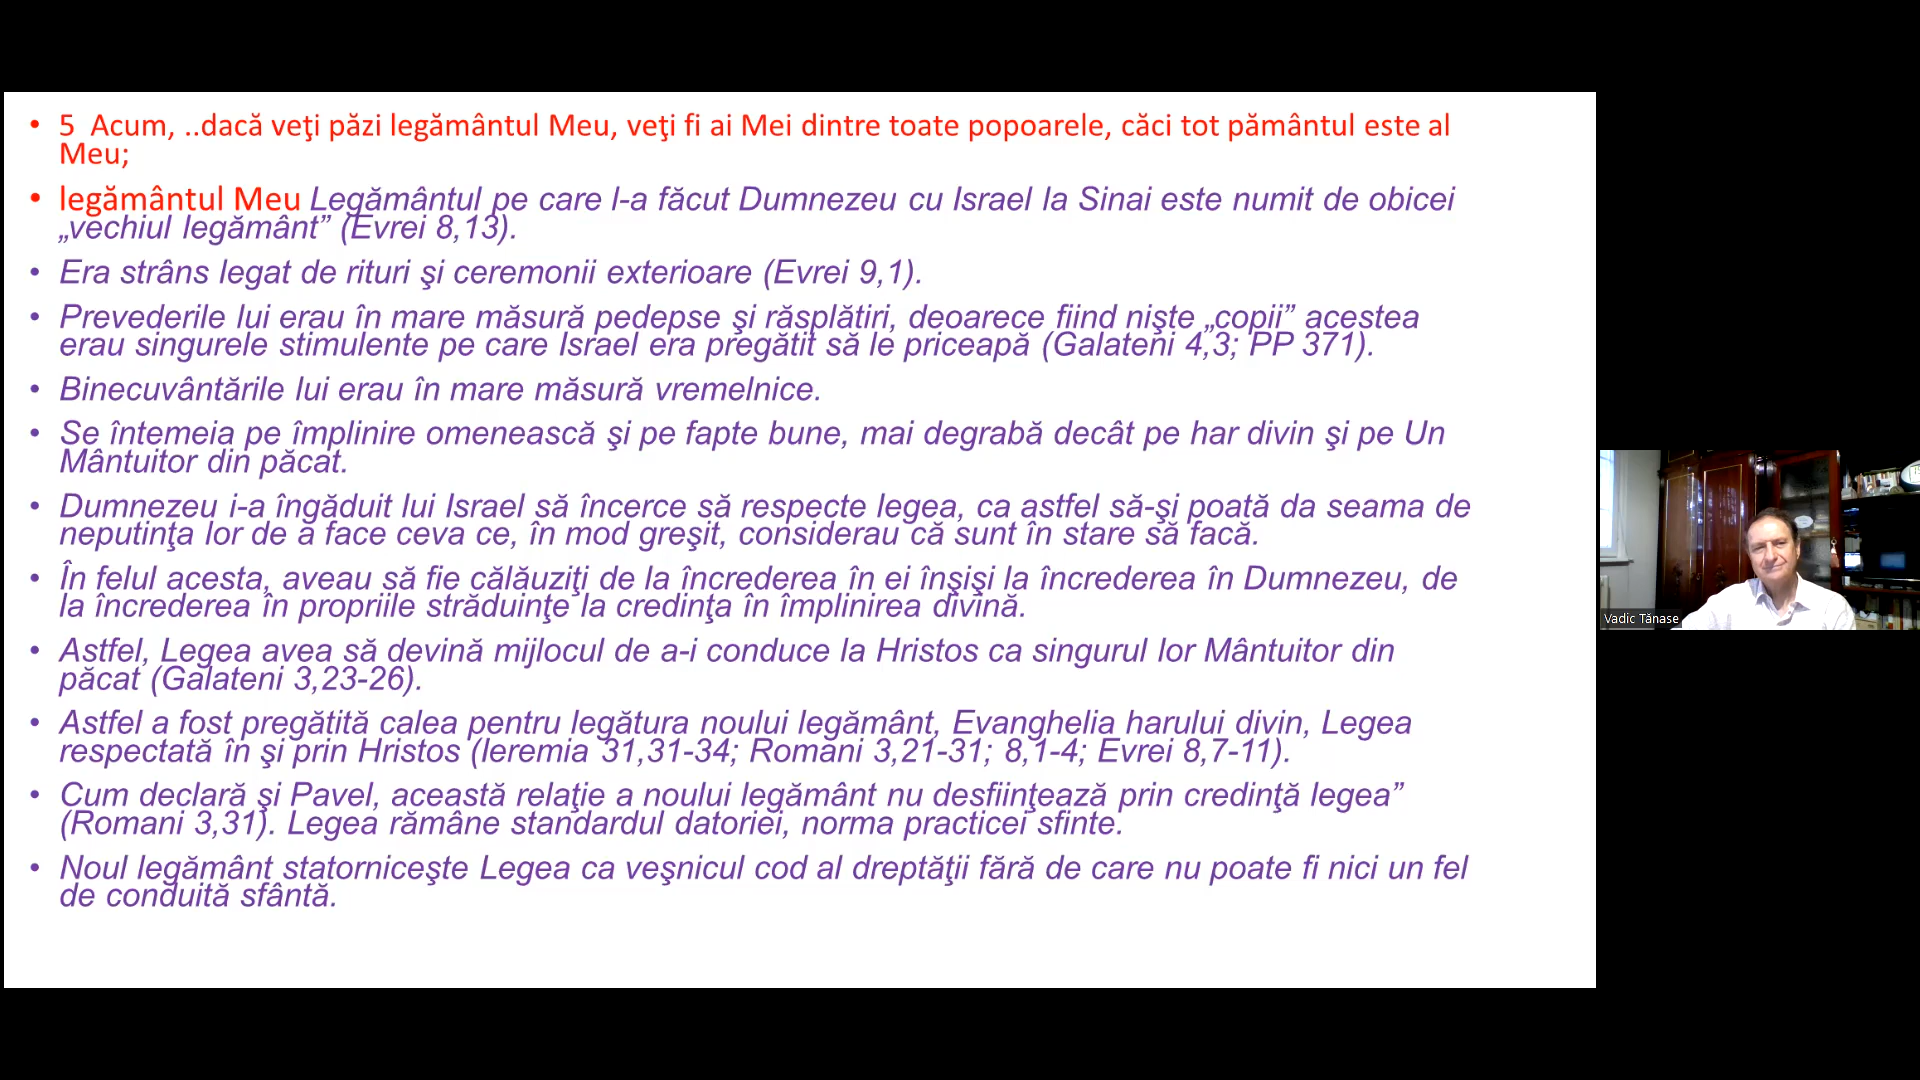 • 5  Acum, ..dacă veţi păzi legământul Meu, veţi fi ai Mei dintre toate popoarele, căci tot pământul este al
Meu;
• legământul Meu Legământul pe care l-a făcut Dumnezeu cu Israel la Sinai este numit de obicei
„vechiul legământ” (Evrei 8,13).
• Era strâns legat de rituri şi ceremonii exterioare (Evrei 9,1).
• Prevederile lui erau în mare măsură pedepse şi răsplătiri, deoarece fiind nişte „copii” acestea
erau singurele stimulente pe care Israel era pregătit să le priceapă (Galateni 4,3; PP 371).
• Binecuvântările lui erau în mare măsură vremelnice.
• Se întemeia pe împlinire omenească şi pe fapte bune, mai degrabă decât pe har divin şi pe Un
Mântuitor din păcat.
• Dumnezeu i-a îngăduit lui Israel să încerce să respecte legea, ca astfel să-şi poată da seama de
neputinţa lor de a face ceva ce, în mod greşit, considerau că sunt în stare să facă.
• În felul acesta, aveau să fie călăuziţi de la încrederea în ei înşişi la încrederea în Dumnezeu, de
la încrederea în propriile străduinţe la credinţa în împlinirea divină.
• Astfel, Legea avea să devină mijlocul de a-i conduce la Hristos ca singurul lor Mântuitor din
păcat (Galateni 3,23-26).
• Astfel a fost pregătită calea pentru legătura noului legământ, Evanghelia harului divin, Legea
respectată în şi prin Hristos (Ieremia 31,31-34; Romani 3,21-31; 8,1-4; Evrei 8,7-11).
• Cum declară şi Pavel, această relaţie a noului legământ nu desfiinţează prin credinţă legea”
(Romani 3,31). Legea rămâne standardul datoriei, norma practicei sfinte.
• Noul legământ statorniceşte Legea ca veşnicul cod al dreptăţii fără de care nu poate fi nici un fel
de conduită sfântă.
Vadic Tănase